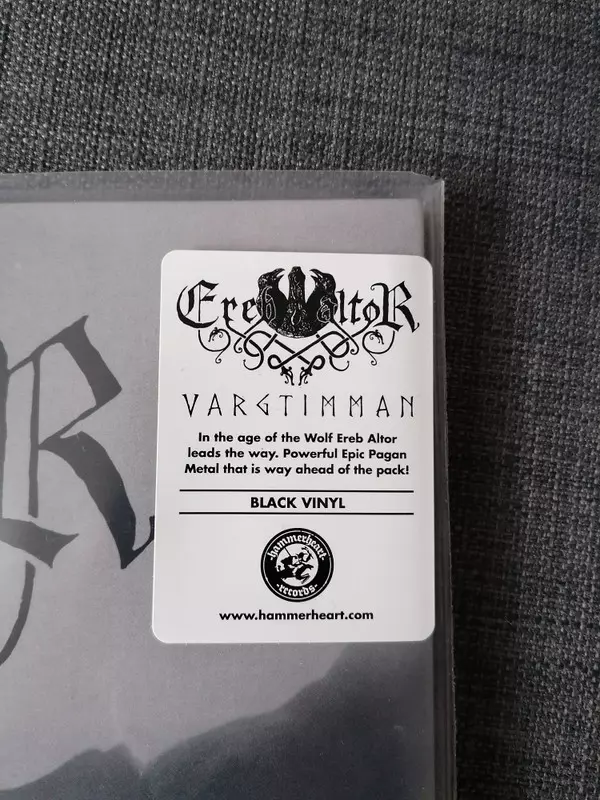 Ereb Altor
VARGTIMMAN
In the age of the Wolf Ereb Altor
leads the way. Powerful Epic Pagan
Metal that is way ahead of the pack!
BLACK VINYL
·hammerheart·
·records·
www.hammerheart.com
R